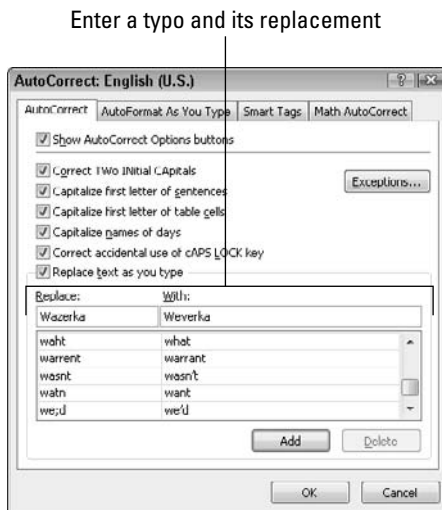 Enter a typo and its replacement
AutoCorrect: English (U.S.)
AutoCorrect AutoFormat As You Type Smart Tags Math AutoCorrect
Show AutoCorrect Options buttons
Correct TWo INitial CApitals
Exceptions...
Capitalize first letter of sentences
Capitalize first letter of table cells
Capitalize names of days
Correct accidental use of cAPS LOCK key
Replace text as you type
Replace: With:
Wazerka Weverka
waht what
warrent warrant
wasnt wasn't
watn want
we;d we'd
Add Delete
OK Cancel